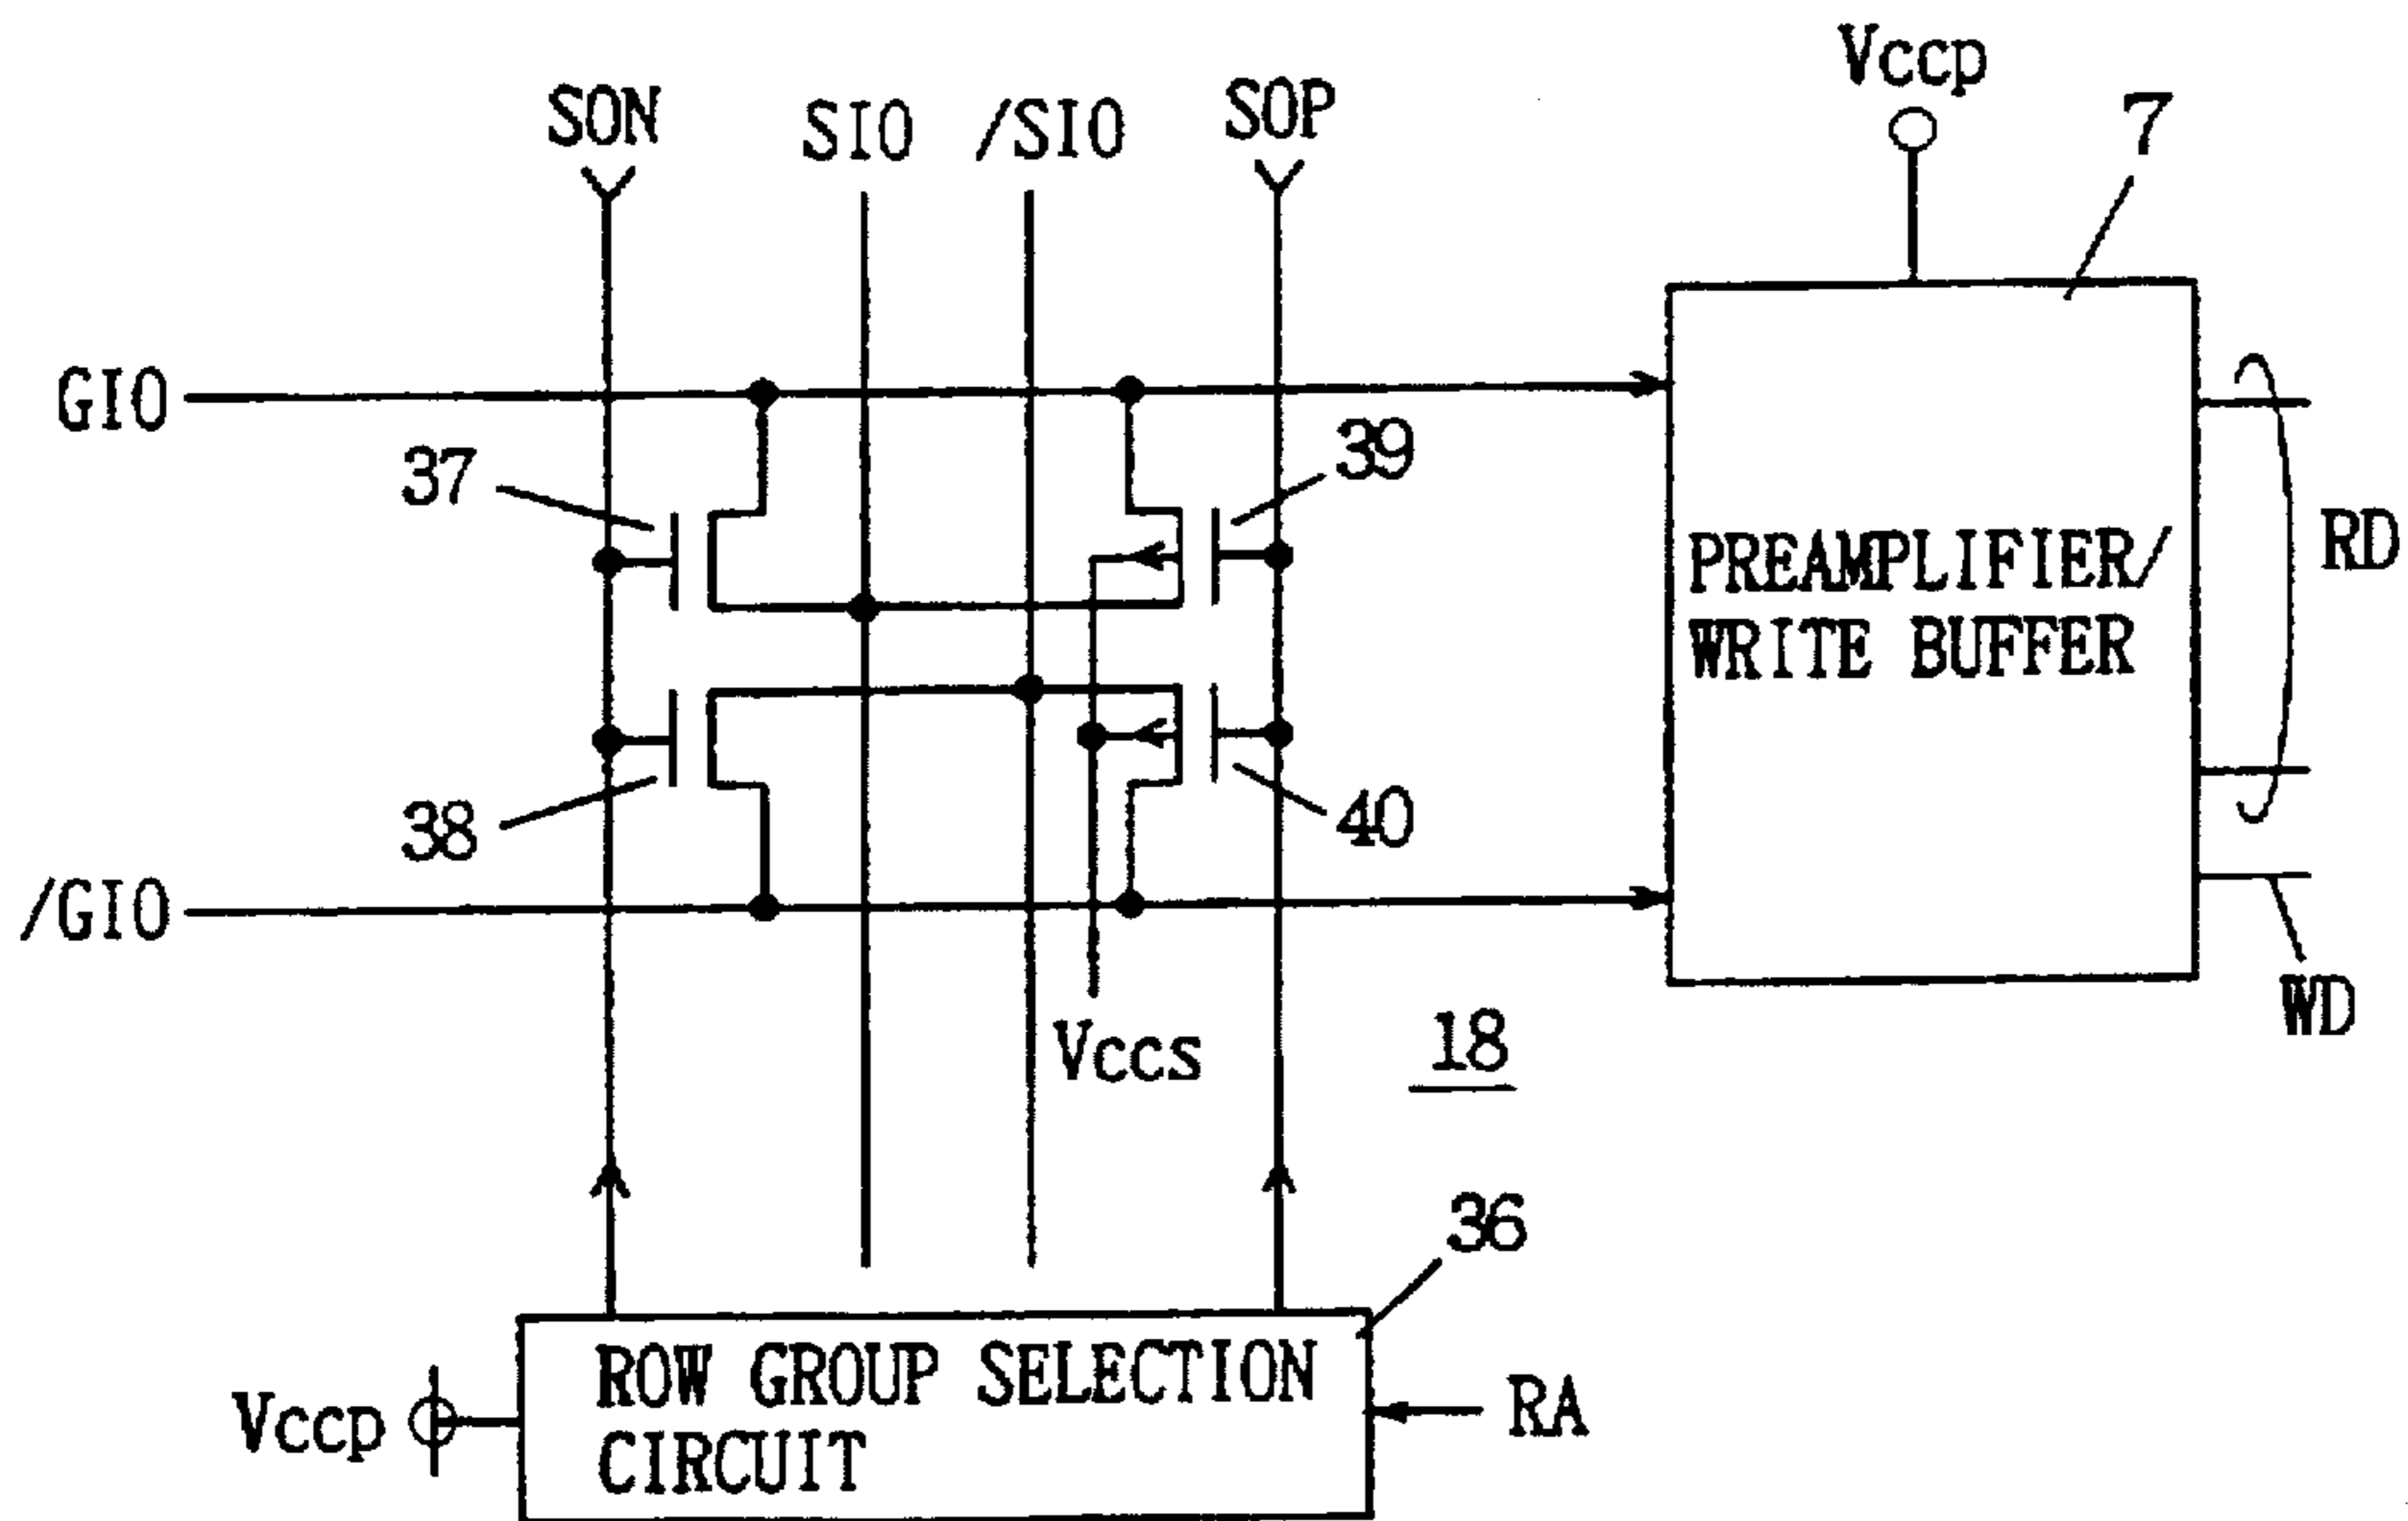 Vccp
SON
SIO
/SIO
SOP
7
GIO
37
39
RD
PREAMPLIFIER/
WRITE BUFFER
38
40
/GIO
WD
Vccs
18
36
ROW GROUP SELECTION
CIRCUIT
Vccp
RA